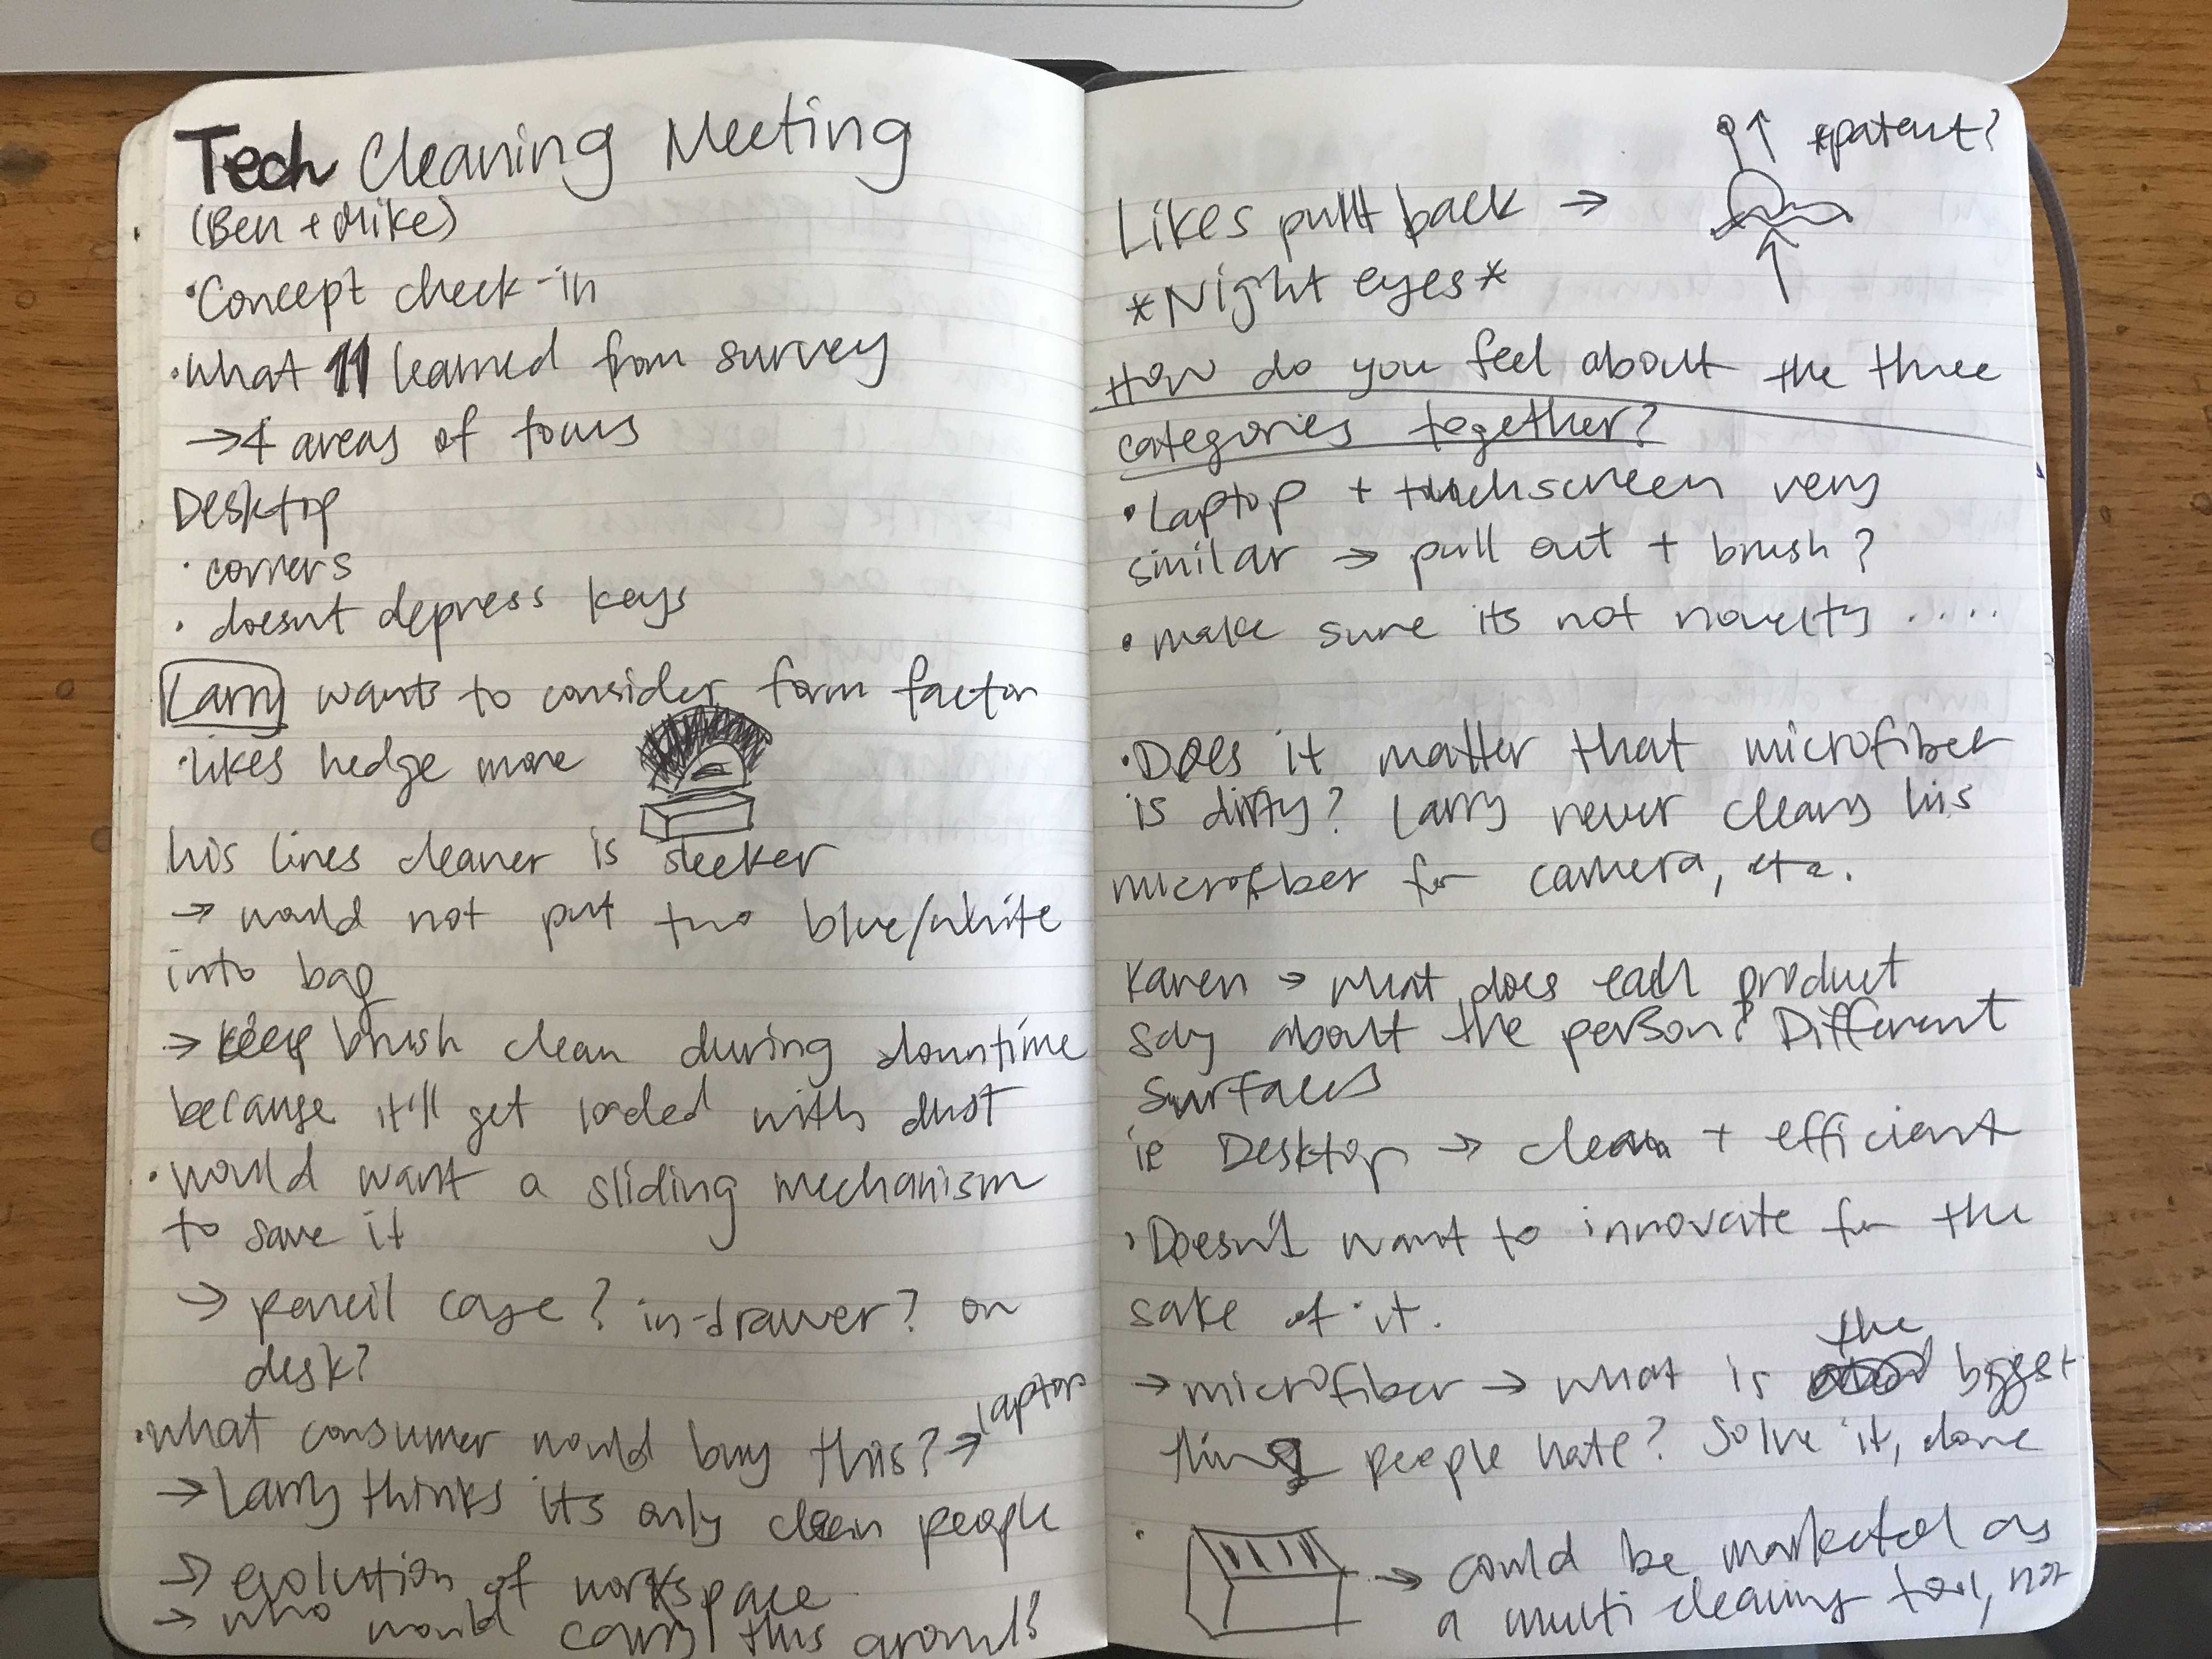 Tech Cleaning Meeting
(Ben + Mike)
• Concept check-in
• What learned from survey
→ 4 areas of focus
Desktop
• corners
• doesnt depress keys
Larry wants to consider form factor
• likes hedge more
his lines cleaner is sleeker
→ would not put two blue/white
into bag
→ keep brush clean during downtime
because it'll get loaded with dust
• would want a sliding mechanism
to save it
→ pencil case? in-drawer? on
desk?
• what consumer would buy this? → laptop
→ Larry thinks its only clean people
→ evolution of workspace
→ who would carry this around?
*patent?
Likes pull back →
*Night eyes*
How do you feel about the three
categories together?
• laptop + touchscreen very
similar → pull out + brush?
• make sure its not novelty....
• Does it matter that microfiber
is dirty? Larry never cleans his
microfiber for camera, etc.
Karen → what does each product
say about the person? Different
surfaces
ie Desktop → clean + efficient
• Doesn't want to innovate for the
sake of it.
→ microfiber → what is the biggest
thing people hate? Solve it, done
• → could be marketed as
a multi cleaning tool, not